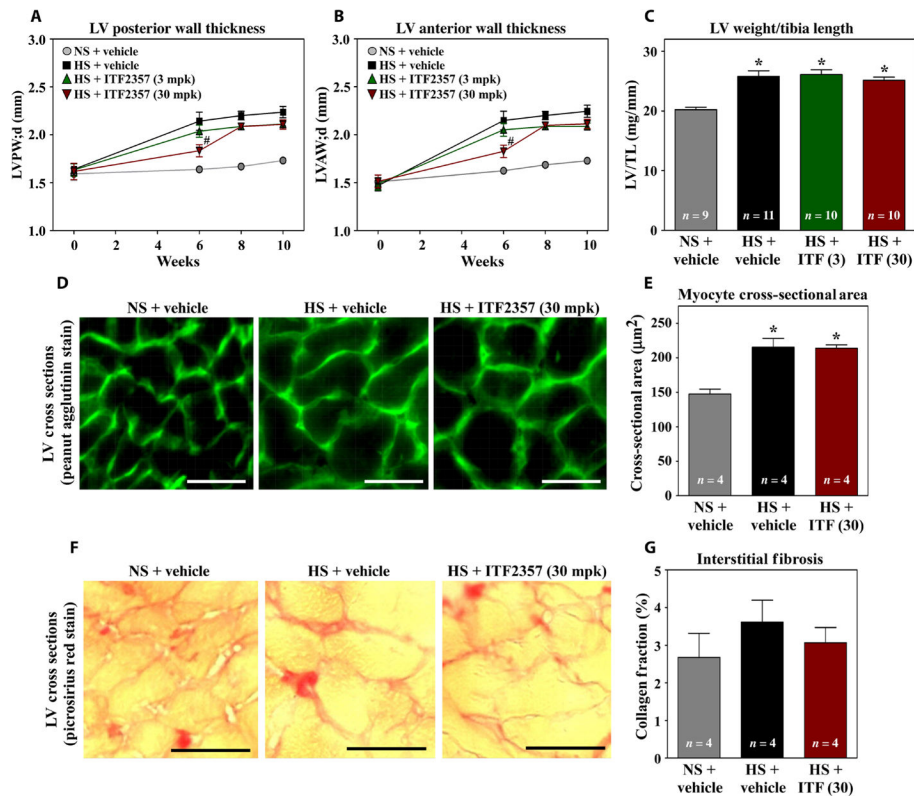 A
LV posterior wall thickness
3.0
2.5
2.0
1.5
1.0
LVPW;d (mm)
NS + vehicle
HS + vehicle
HS + ITF2357 (3 mpk)
HS + ITF2357 (30 mpk)
#
0
2
4
6
8
10
Weeks
B
LV anterior wall thickness
3.0
2.5
2.0
1.5
1.0
LVAW;d (mm)
NS + vehicle
HS + vehicle
HS + ITF2357 (3 mpk)
HS + ITF2357 (30 mpk)
#
0
2
4
6
8
10
Weeks
C
LV weight/tibia length
30
20
10
0
LV/TL (mg/mm)
*
*
*
n = 9
n = 11
n = 10
n = 10
NS +
vehicle
HS +
vehicle
HS +
ITF (3)
HS +
ITF (30)
D
NS + vehicle
HS + vehicle
HS + ITF2357 (30 mpk)
LV cross sections
(peanut agglutinin stain)
E
Myocyte cross-sectional area
250
200
150
100
50
0
Cross-sectional area (μm²)
*
*
n = 4
n = 4
n = 4
NS +
vehicle
HS +
vehicle
HS +
ITF (30)
F
NS + vehicle
HS + vehicle
HS + ITF2357 (30 mpk)
LV cross sections
(picrosirius red stain)
G
Interstitial fibrosis
5
4
3
2
1
0
Collagen fraction (%)
n = 4
n = 4
n = 4
NS +
vehicle
HS +
vehicle
HS +
ITF (30)